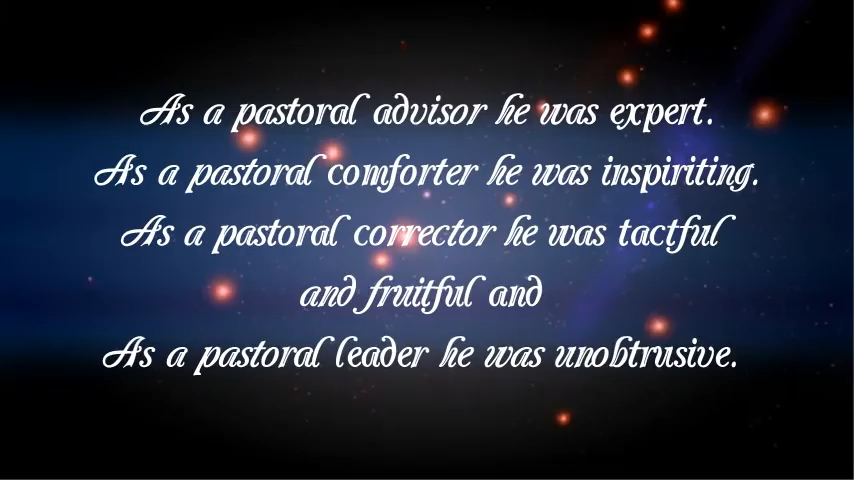 As a pastoral advisor he was expert.
As a pastoral comforter he was inspiriting.
As a pastoral corrector he was tactful
and fruitful and
As a pastoral leader he was unobtrusive.